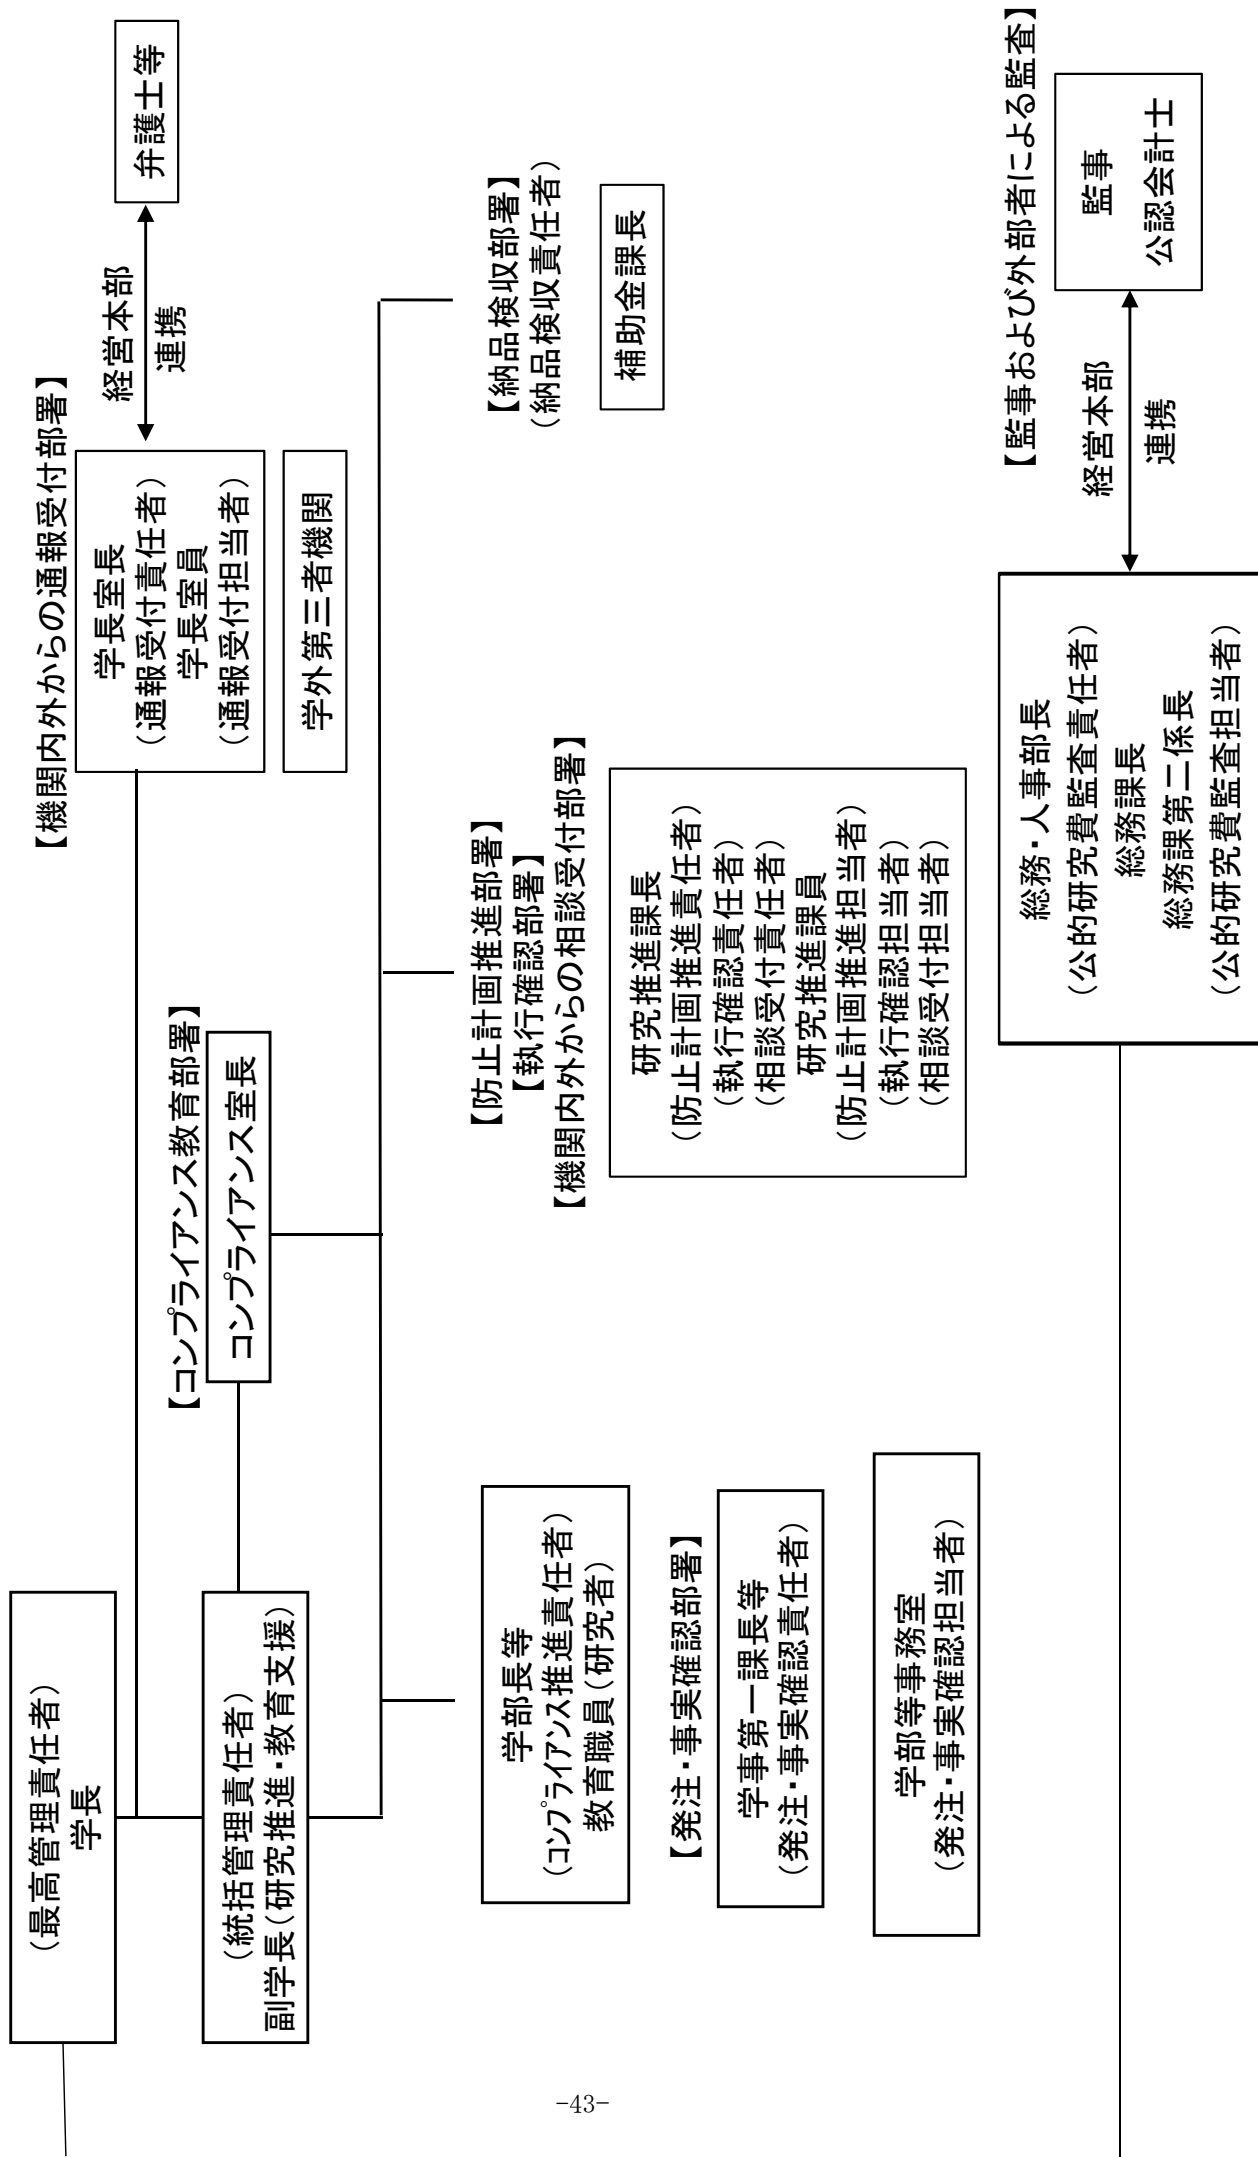 (最高管理責任者)
学長
(統括管理責任者)
副学長(研究推進・教育支援)
【コンプライアンス教育部署】
コンプライアンス室長
【機関内外からの通報受付部署】
学長室長
(通報受付責任者)
学長室員
(通報受付担当者)
学外第三者機関
経営本部
連携
弁護士等
学部長等
(コンプライアンス推進責任者)
教育職員(研究者)
【発注・事実確認部署】
学事第一課長等
(発注・事実確認責任者)
学部等事務室
(発注・事実確認担当者)
【防止計画推進部署】
【執行確認部署】
【機関内外からの相談受付部署】
研究推進課長
(防止計画推進責任者)
(執行確認責任者)
(相談受付責任者)
研究推進課員
(防止計画推進担当者)
(執行確認担当者)
(相談受付担当者)
【納品検収部署】
(納品検収責任者)
補助金課長
総務・人事部長
(公的研究費監査責任者)
総務課長
総務課第二係長
(公的研究費監査担当者)
経営本部
連携
【監事および外部者による監査】
監事
公認会計士
-43-